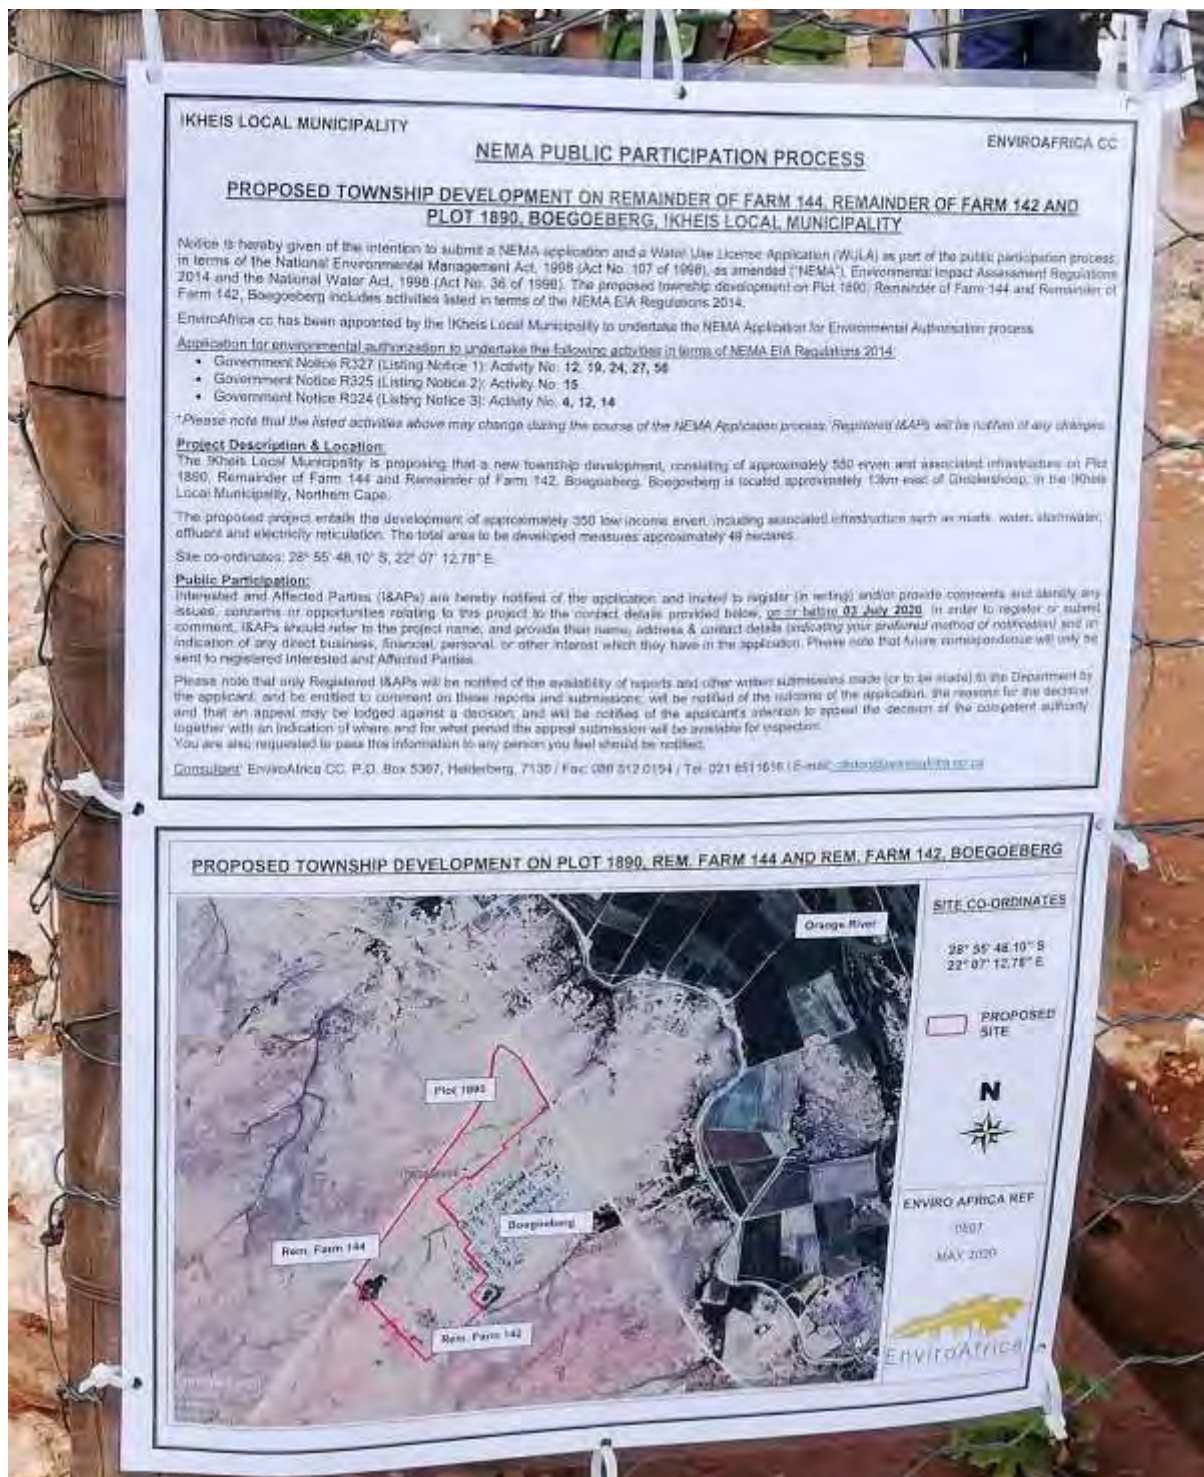 !KHEIS LOCAL MUNICIPALITY
ENVIROAFRICA CC
NEMA PUBLIC PARTICIPATION PROCESS
PROPOSED TOWNSHIP DEVELOPMENT ON REMAINDER OF FARM 144, REMAINDER OF FARM 142 AND
PLOT 1890, BOEGOEBERG, !KHEIS LOCAL MUNICIPALITY
Notice is hereby given of the intention to submit a NEMA application and a Water Use License Application (WULA) as part of the public participation process
in terms of the National Environmental Management Act, 1998 (Act No. 107 of 1998), as amended ("NEMA"), Environmental Impact Assessment Regulations
2014 and the National Water Act, 1998 (Act No. 36 of 1998). The proposed township development on Plot 1890, Remainder of Farm 144 and Remainder of
Farm 142, Boegoeberg includes activities listed in terms of the NEMA EIA Regulations 2014.
EnviroAfrica cc has been appointed by the !Kheis Local Municipality to undertake the NEMA Application for Environmental Authorisation process
Application for environmental authorization to undertake the following activities in terms of NEMA EIA Regulations 2014:
• Government Notice R327 (Listing Notice 1): Activity No. 12, 19, 24, 27, 56
• Government Notice R325 (Listing Notice 2): Activity No. 15
• Government Notice R324 (Listing Notice 3): Activity No. 4, 12, 14
*Please note that the listed activities above may change during the course of the NEMA Application process. Registered I&APs will be notified of any changes
Project Description & Location:
The !Kheis Local Municipality is proposing that a new township development, consisting of approximately 550 erven and associated infrastructure on Plot
1890, Remainder of Farm 144 and Remainder of Farm 142, Boegoeberg. Boegoeberg is located approximately 13km east of Groblershoop, in the !Kheis
Local Municipality, Northern Cape.
The proposed project entails the development of approximately 550 low income erven, including associated infrastructure such as roads, water, stormwater,
effluent and electricity reticulation. The total area to be developed measures approximately 49 hectares.
Site co-ordinates: 28° 55' 48.10" S, 22° 07' 12.78" E.
Public Participation:
Interested and Affected Parties (I&APs) are hereby notified of the application and invited to register (in writing) and/or provide comments and identify any
issues, concerns or opportunities relating to this project to the contact details provided below, on or before 03 July 2020. In order to register or submit
comment, I&APs should refer to the project name, and provide their name, address & contact details (indicating your preferred method of notification) and an
indication of any direct business, financial, personal, or other interest which they have in the application. Please note that future correspondence will only be
sent to registered Interested and Affected Parties.
Please note that only Registered I&APs will be notified of the availability of reports and other written submissions made (or to be made) to the Department by
the applicant, and be entitled to comment on these reports and submissions; will be notified of the outcome of the application, the reasons for the decision,
and that an appeal may be lodged against a decision; and will be notified of the applicant's intention to appeal the decision of the competent authority,
together with an indication of where and for what period the appeal submission will be available for inspection.
You are also requested to pass this information to any person you feel should be notified.
Consultant: EnviroAfrica CC, P.O. Box 5367, Helderberg, 7135 / Fax: 086 512 0154 / Tel: 021 8511616 / E-mail:
PROPOSED TOWNSHIP DEVELOPMENT ON PLOT 1890, REM. FARM 144 AND REM. FARM 142, BOEGOEBERG
Orange River
Plot 1890
Boegoeberg
Rem. Farm 144
Rem. Farm 142
SITE CO-ORDINATES
28° 55' 48.10" S
22° 07' 12.78" E
PROPOSED
SITE
N
ENVIRO AFRICA REF
MAY 2020
EnviroAfrica